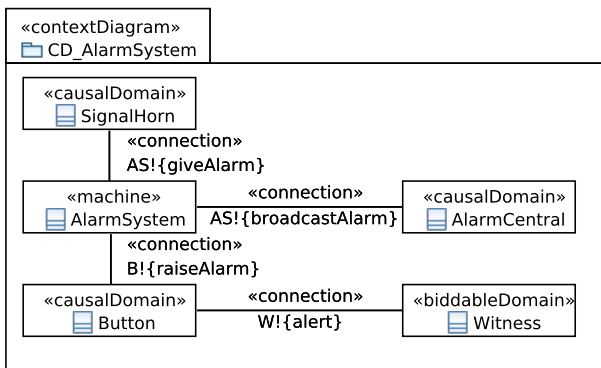 «contextDiagram»
CD_AlarmSystem
«causalDomain»
SignalHorn
«connection»
AS!{giveAlarm}
«machine»
AlarmSystem
«connection»
AS!{broadcastAlarm}
«causalDomain»
AlarmCentral
«connection»
B!{raiseAlarm}
«causalDomain»
Button
«connection»
W!{alert}
«biddableDomain»
Witness